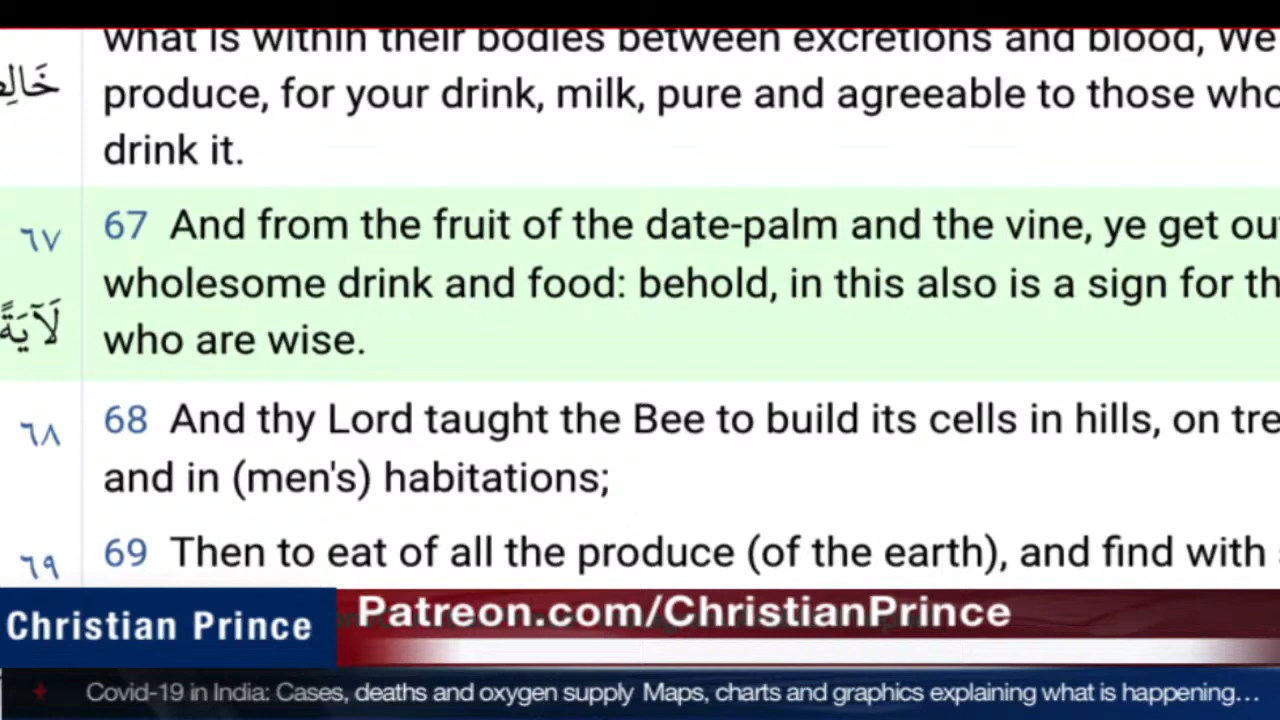 what is within their bodies between excretions and blood, We
produce, for your drink, milk, pure and agreeable to those who
drink it.
٦٧ 67 And from the fruit of the date-palm and the vine, ye get ou
wholesome drink and food: behold, in this also is a sign for th
لَآيَةً
who are wise.
٦٨ 68 And thy Lord taught the Bee to build its cells in hills, on tre
and in (men's) habitations;
٦٩ 69 Then to eat of all the produce (of the earth), and find with
Christian Prince
Patreon.com/ChristianPrince
Covid-19 in India: Cases, deaths and oxygen supply Maps, charts and graphics explaining what is happening…